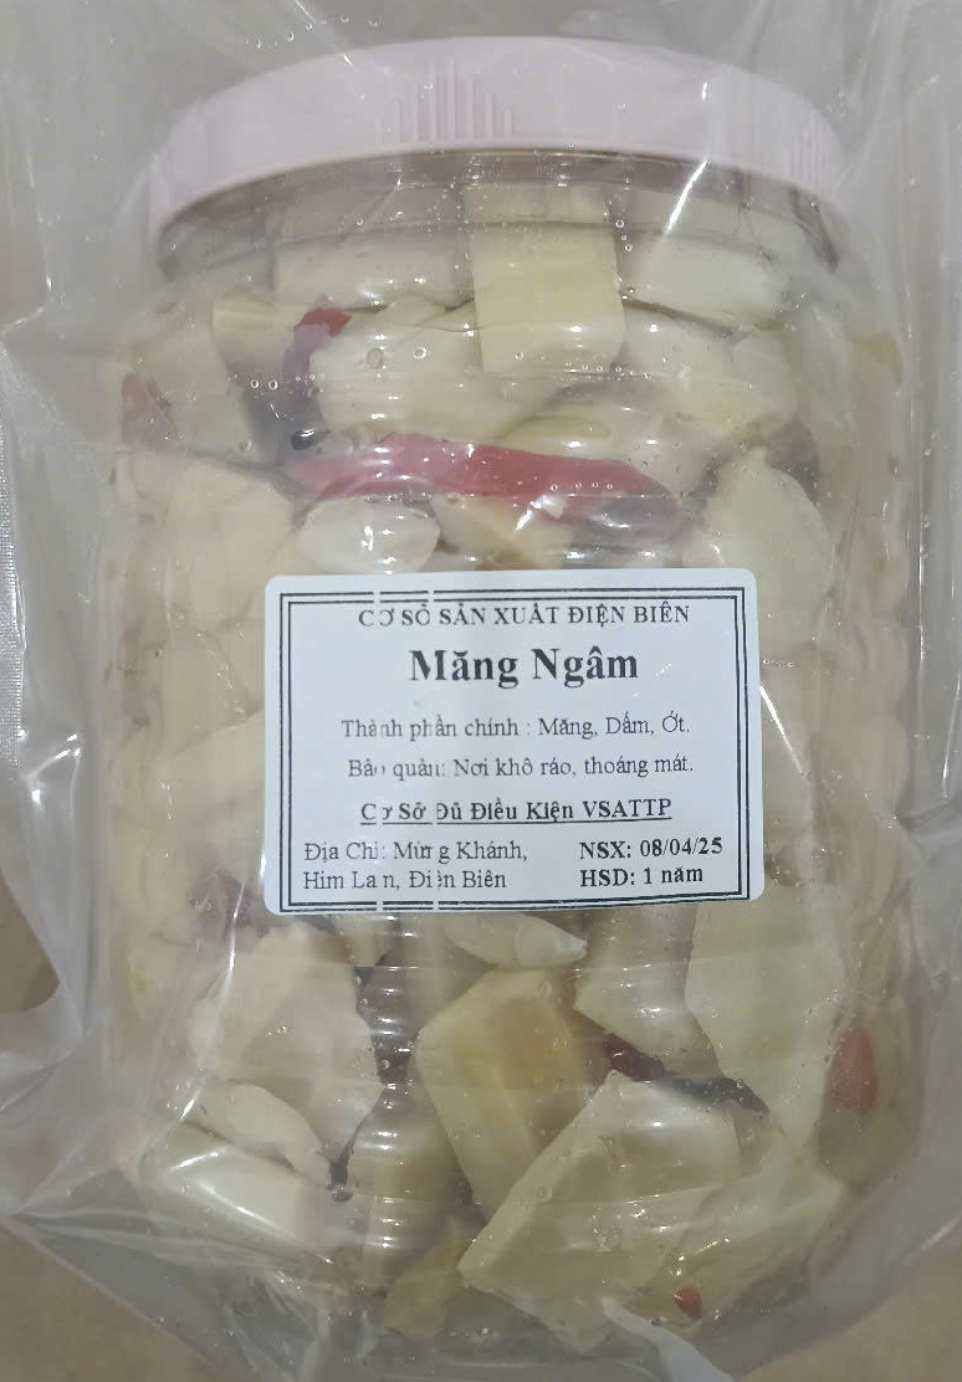 CƠ SỞ SẢN XUẤT ĐIỆN BIÊN
Măng Ngâm
Thành phần chính : Măng, Dấm, Ớt.
Bảo quản: Nơi khô ráo, thoáng mát.
Cơ Sở Đủ Điều Kiện VSATTP
Địa Chỉ: Mừng Khánh, NSX: 08/04/25
Him Lan, Điện Biên HSD: 1 năm